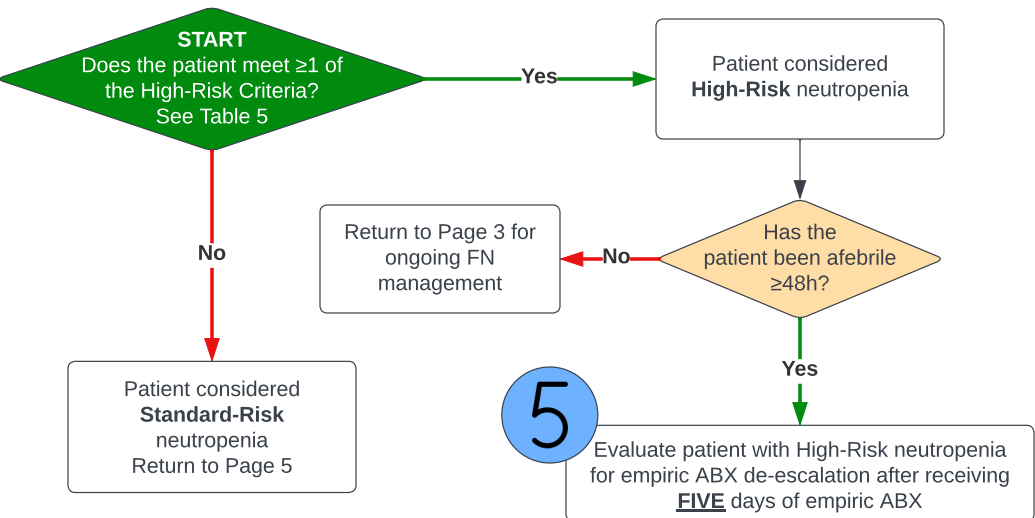 START
Does the patient meet ≥1 of
the High-Risk Criteria?
See Table 5
Yes
Patient considered
High-Risk neutropenia
No
Return to Page 3 for
ongoing FN
management
No
Has the
patient been afebrile
≥48h?
Yes
Patient considered
Standard-Risk
neutropenia
Return to Page 5
5
Evaluate patient with High-Risk neutropenia
for empiric ABX de-escalation after receiving
FIVE days of empiric ABX